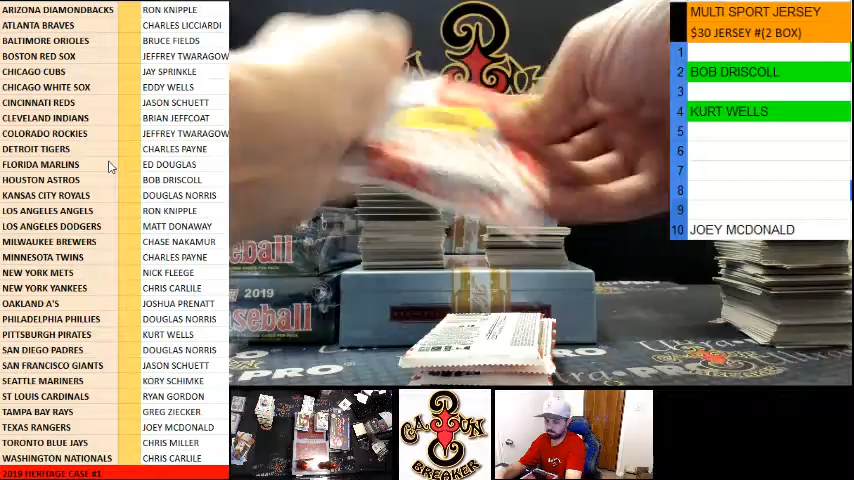 ARIZONA DIAMONDBACKS RON KNIPPLE
ATLANTA BRAVES CHARLES LICCIARDI
BALTIMORE ORIOLES BRUCE FIELDS
BOSTON RED SOX JEFFREY TWARAGOW
CHICAGO CUBS JAY SPRINKLE
CHICAGO WHITE SOX EDDY WELLS
CINCINNATI REDS JASON SCHUETT
CLEVELAND INDIANS BRIAN JEFFCOAT
COLORADO ROCKIES JEFFREY TWARAGOW
DETROIT TIGERS CHARLES PAYNE
FLORIDA MARLINS ED DOUGLAS
HOUSTON ASTROS BOB DRISCOLL
KANSAS CITY ROYALS DOUGLAS NORRIS
LOS ANGELES ANGELS RON KNIPPLE
LOS ANGELES DODGERS MATT DONAWAY
MILWAUKEE BREWERS CHASE NAKAMUR
MINNESOTA TWINS CHARLES PAYNE
NEW YORK METS NICK FLEEGE
NEW YORK YANKEES CHRIS CARLILE
OAKLAND A'S JOSHUA PRENATT
PHILADELPHIA PHILLIES DOUGLAS NORRIS
PITTSBURGH PIRATES KURT WELLS
SAN DIEGO PADRES DOUGLAS NORRIS
SAN FRANCISCO GIANTS JASON SCHUETT
SEATTLE MARINERS KORY SCHIMKE
ST LOUIS CARDINALS RYAN GORDON
TAMPA BAY RAYS GREG ZIECKER
TEXAS RANGERS JOEY MCDONALD
TORONTO BLUE JAYS CHRIS MILLER
WASHINGTON NATIONALS CHRIS CARLILE
2019 HERITAGE CASE #1
MULTI SPORT JERSEY
$30 JERSEY #(2 BOX)
1
2 BOB DRISCOLL
3
4 KURT WELLS
5
6
7
8
9
10 JOEY MCDONALD
2019
eball
seball
PRO
CAJUN
BREAKER